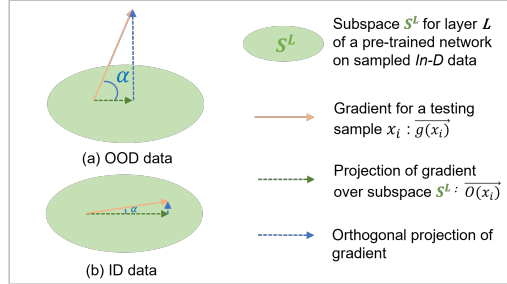 α
(a) OOD data
α
(b) ID data
S^L
Subspace S^L for layer L
of a pre-trained network
on sampled In-D data
Gradient for a testing
sample x_i : g(x_i)
Projection of gradient
over subspace S^L : O(x_i)
Orthogonal projection of
gradient